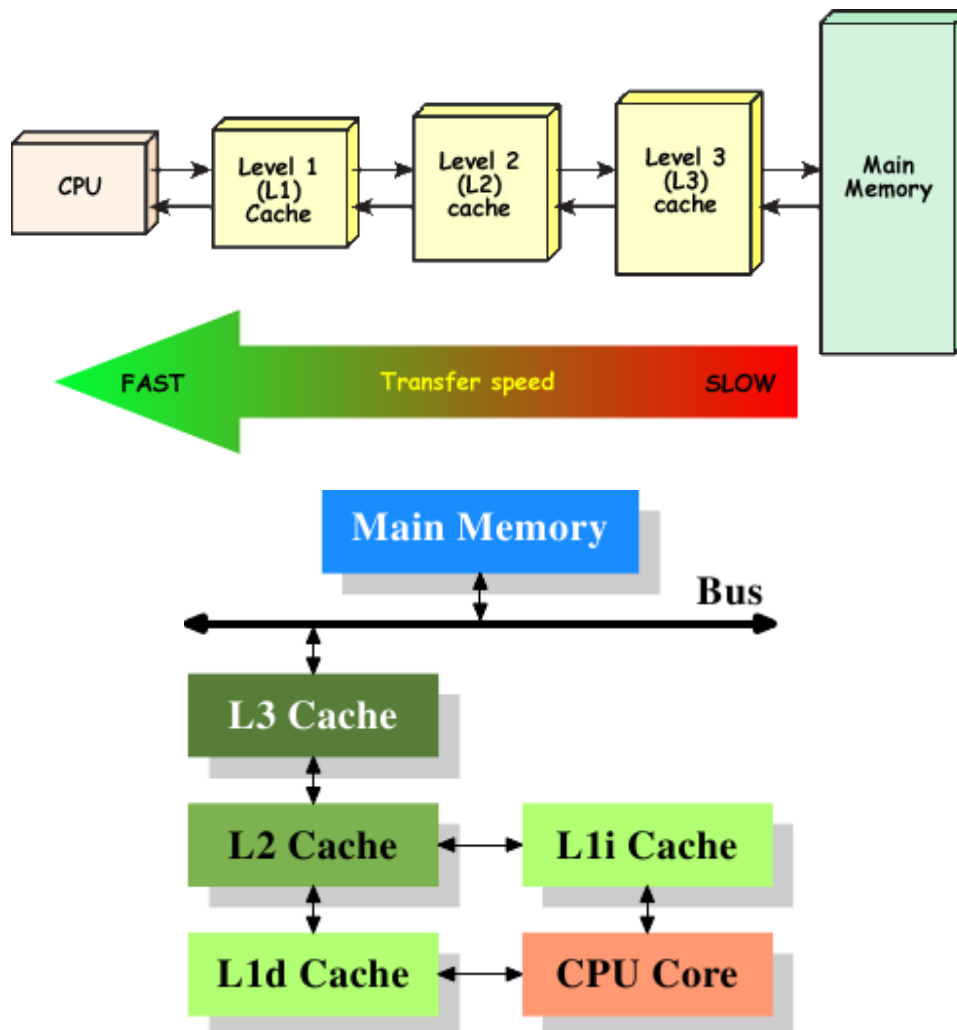 CPU
Level 1
(L1)
Cache
Level 2
(L2)
cache
Level 3
(L3)
cache
Main
Memory
FAST
Transfer speed
SLOW
Main Memory
Bus
L3 Cache
L2 Cache
L1i Cache
L1d Cache
CPU Core